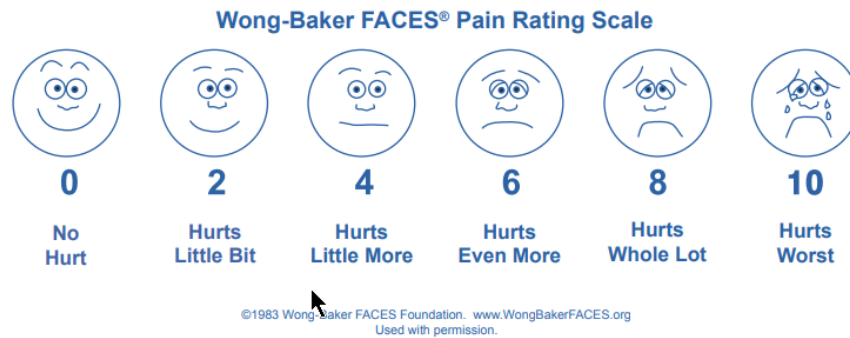 Wong-Baker FACES® Pain Rating Scale
0 2 4 6 8 10
No Hurts Hurts Hurts Hurts Hurts
Hurt Little Bit Little More Even More Whole Lot Worst
©1983 Wong-Baker FACES Foundation. www.WongBakerFACES.org
Used with permission.